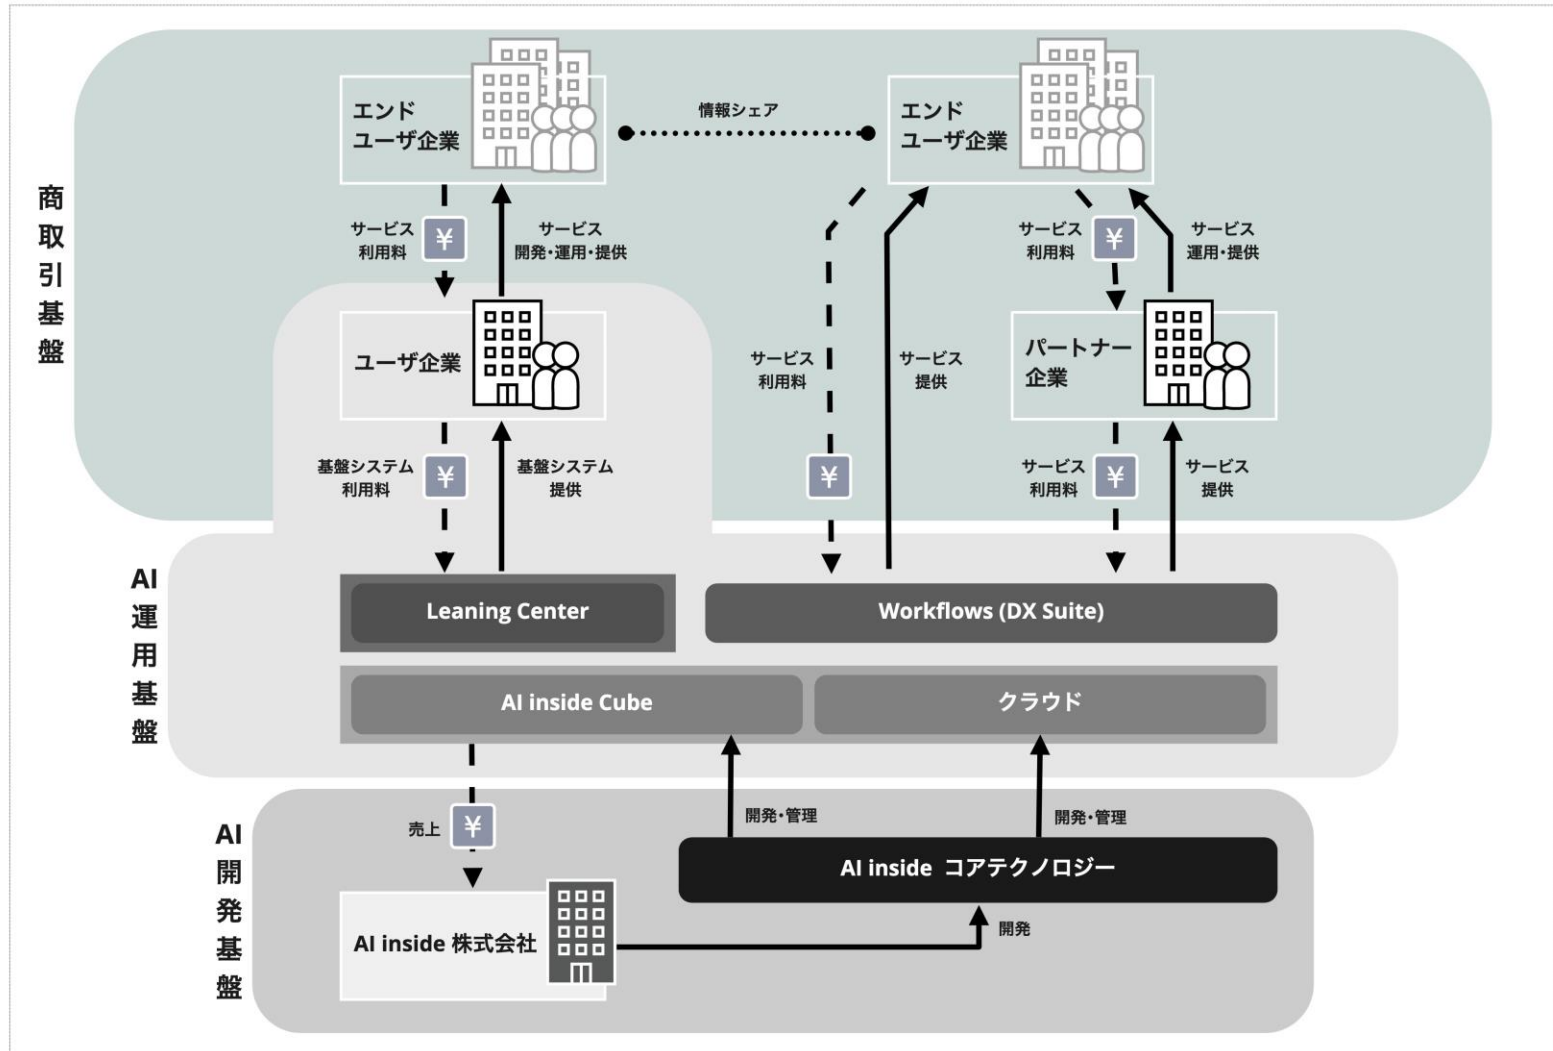 商取引基盤
エンド
ユーザ企業
情報シェア
エンド
ユーザ企業
サービス
利用料
¥
サービス
開発・運用・提供
サービス
利用料
¥
サービス
運用・提供
ユーザ企業
サービス
利用料
¥
サービス
提供
パートナー
企業
基盤システム
利用料
¥
基盤システム
提供
サービス
利用料
¥
サービス
提供
AI運用基盤
Leaning Center
Workflows (DX Suite)
AI inside Cube
クラウド
AI開発基盤
売上
¥
開発・管理
開発・管理
AI inside コアテクノロジー
AI inside 株式会社
開発